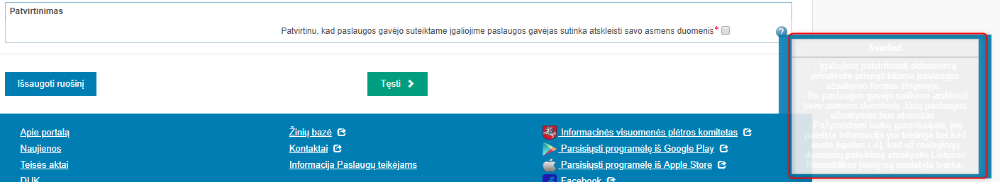 Patvirtinimas
Patvirtinu, kad paslaugos gavėjo suteiktame įgaliojime paslaugos gavėjas sutinka atskleisti savo asmens duomenis*
?
Svarbu!
- Įgaliojimą patvirtinantį dokumentą
privalėsite prisegti kitame paslaugos
užsakymo formos žingsnyje.
- Be paslaugos gavėjo sutikimo atskleisti
savo asmens duomenis Jūsų paslaugos
užsakymas bus atmestas.
- Pažymėdami lauką garantuojate, jog
pateikta informacija yra teisinga bei kad
esate įspėtas (-a), kad už melagingų
duomenų pateikimą atsakysite Lietuvos
Respublikos įstatymų nustatyta tvarka.
Išsaugoti ruošinį
Tęsti
Apie portalą
Naujienos
Teisės aktai
DUK
Žinių bazė
Kontaktai
Informacija Paslaugų teikėjams
Informacinės visuomenės plėtros komitetas
Parsisiųsti programėlę iš Google Play
Parsisiųsti programėlę iš Apple Store
Facebook